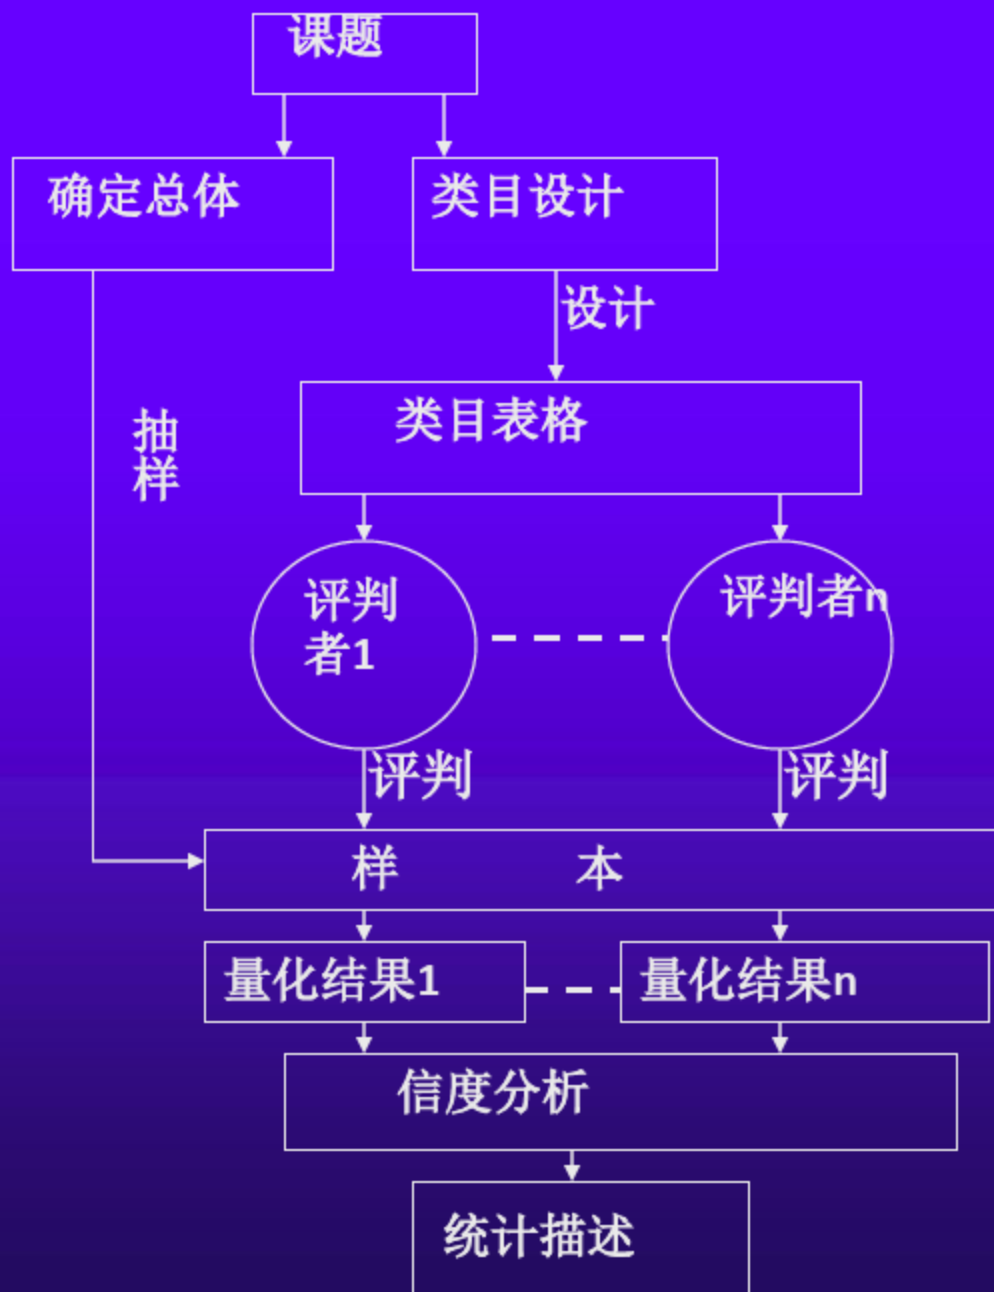 课题
确定总体
类目设计
设计
类目表格
抽
样
评判
者1
评判者n
评判
评判
样 本
量化结果1
量化结果n
信度分析
统计描述